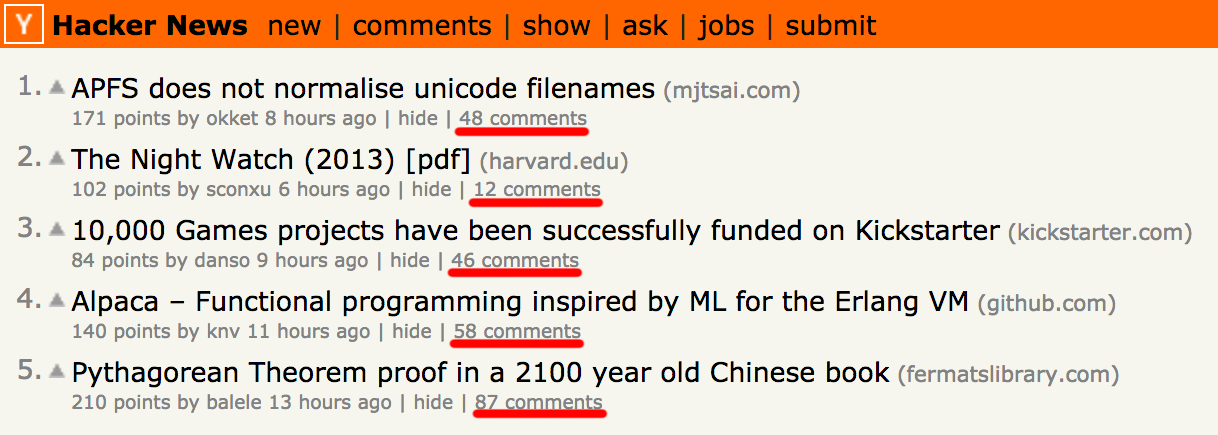 Y Hacker News new | comments | show | ask | jobs | submit
1. APFS does not normalise unicode filenames (mjtsai.com)
171 points by okket 8 hours ago | hide | 48 comments
2. The Night Watch (2013) [pdf] (harvard.edu)
102 points by sconxu 6 hours ago | hide | 12 comments
3. 10,000 Games projects have been successfully funded on Kickstarter (kickstarter.com)
84 points by danso 9 hours ago | hide | 46 comments
4. Alpaca – Functional programming inspired by ML for the Erlang VM (github.com)
140 points by knv 11 hours ago | hide | 58 comments
5. Pythagorean Theorem proof in a 2100 year old Chinese book (fermatslibrary.com)
210 points by balele 13 hours ago | hide | 87 comments